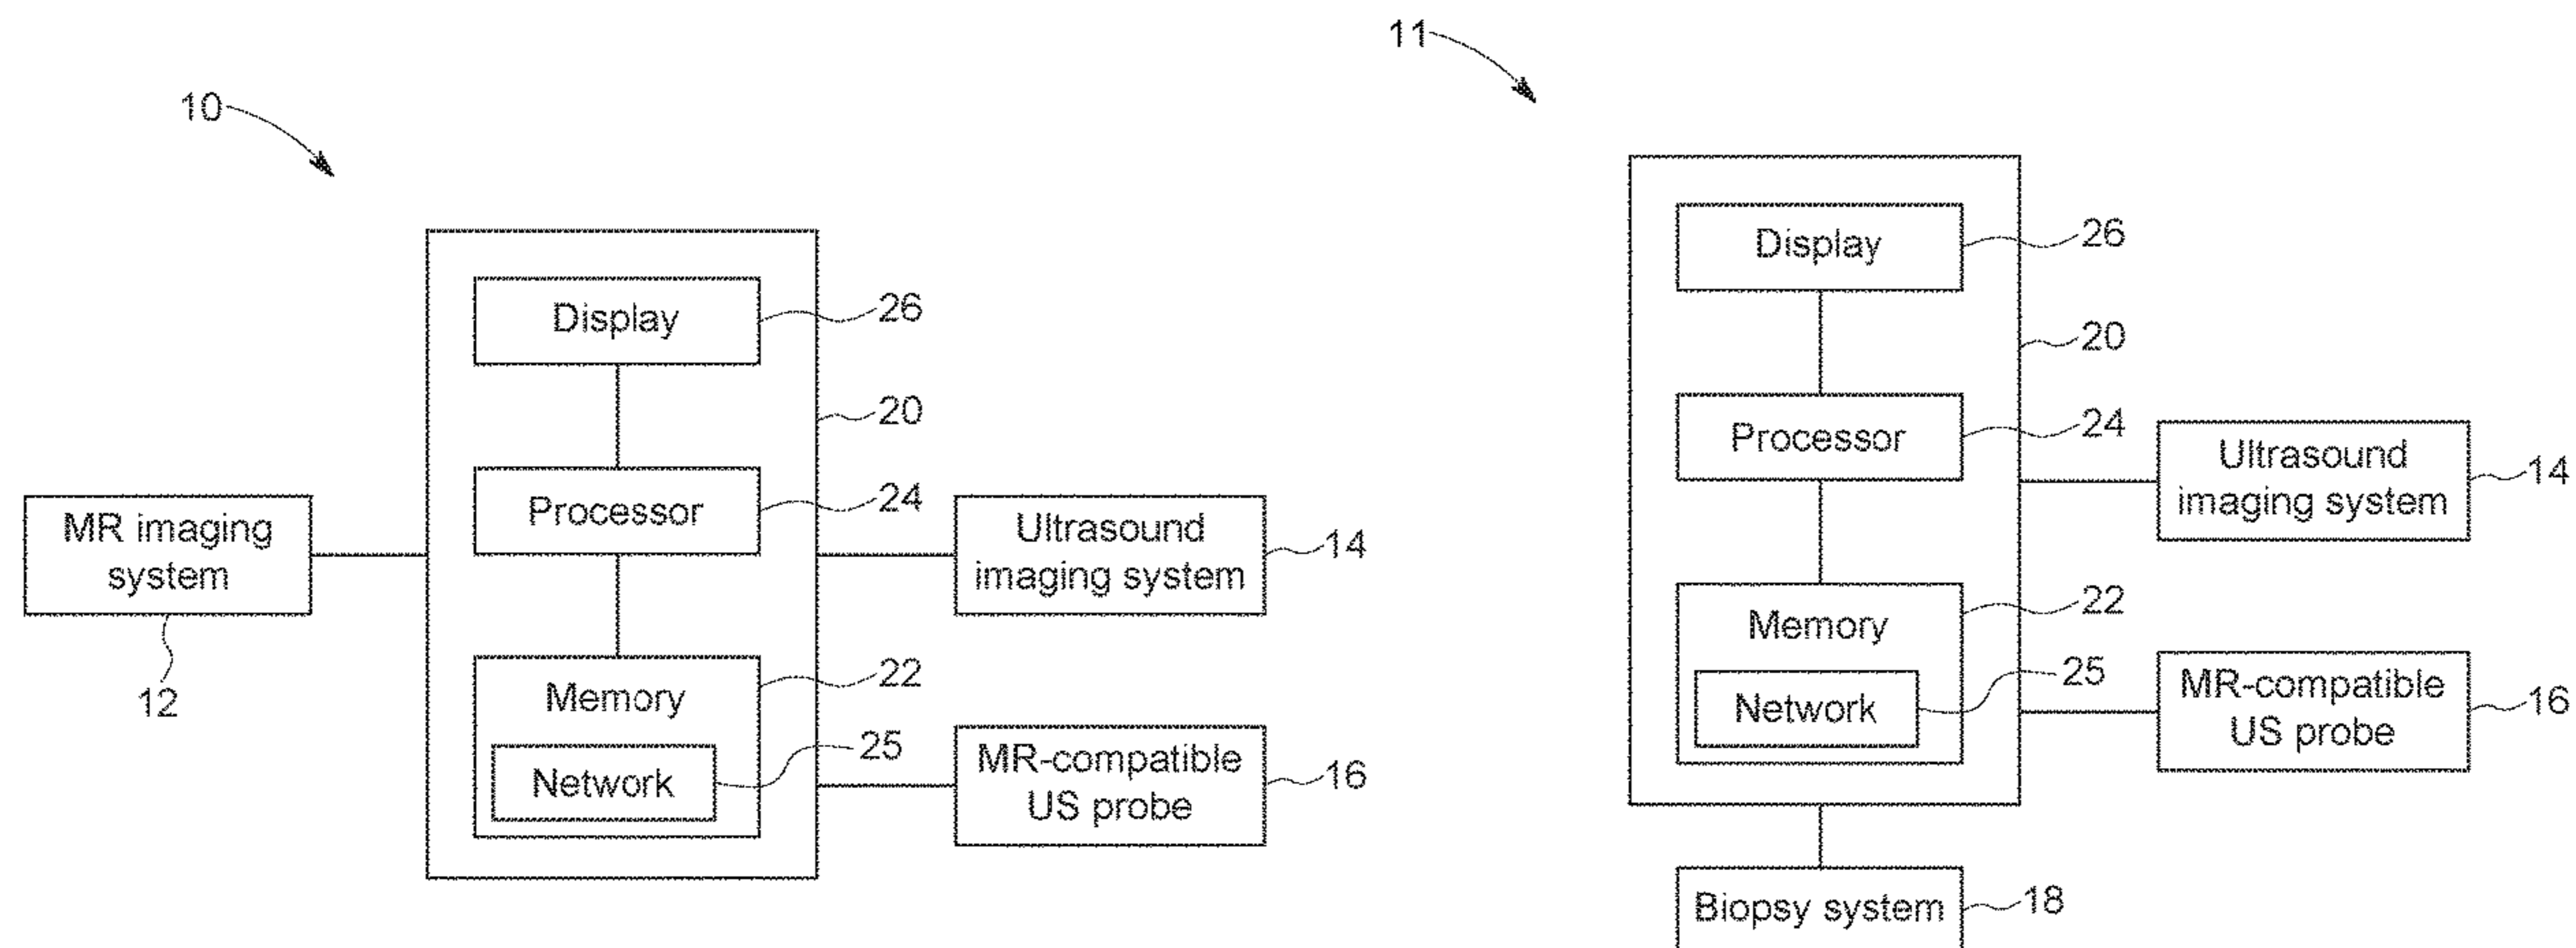 10
Display
26
20
Processor
24
MR imaging
system
12
Ultrasound
imaging system
14
Memory
22
Network
25
MR-compatible
US probe
16
11
Display
26
20
Processor
24
Ultrasound
imaging system
14
Memory
22
Network
25
MR-compatible
US probe
16
Biopsy system
18